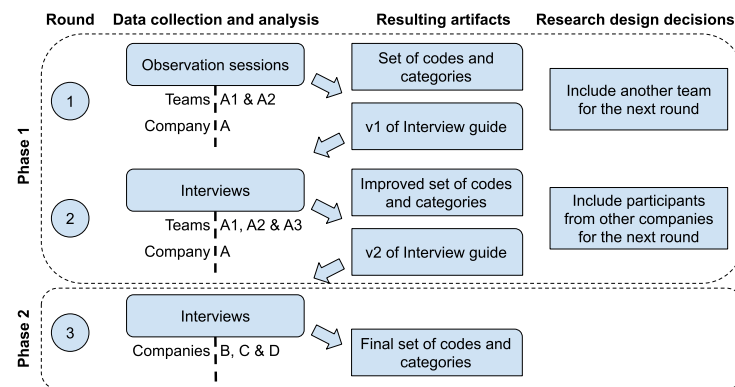 Round
Data collection and analysis
Resulting artifacts
Research design decisions
Phase 1
1
Observation sessions
Teams A1 & A2
Company A
Set of codes and
categories
v1 of Interview guide
Include another team
for the next round
2
Interviews
Teams A1, A2 & A3
Company A
Improved set of codes
and categories
v2 of Interview guide
Include participants
from other companies
for the next round
Phase 2
3
Interviews
Companies B, C & D
Final set of codes and
categories